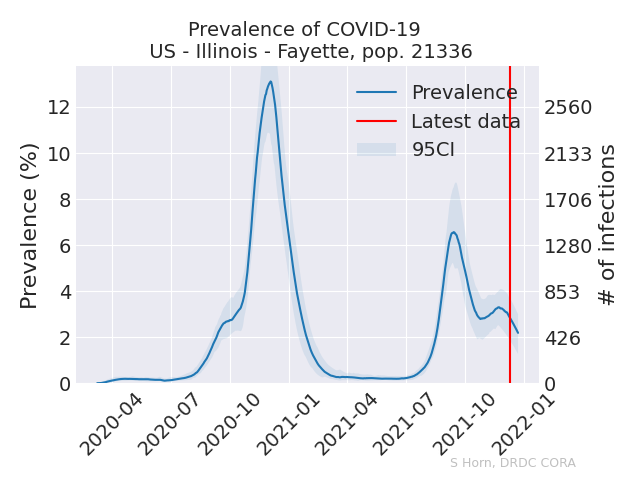 Prevalence of COVID-19
US - Illinois - Fayette, pop. 21336
Prevalence
Latest data
95CI
Prevalence (%)
12
10
8
6
4
2
0
2560
2133
1706
1280
853
426
0
# of infections
2020-04
2020-07
2020-10
2021-01
2021-04
2021-07
2021-10
2022-01
S Horn, DRDC CORA